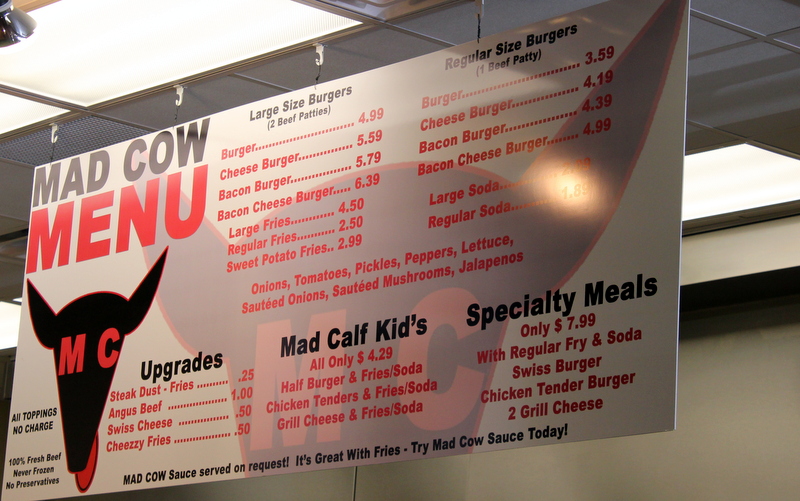 MAD COW
MENU
Large Size Burgers
(2 Beef Patties)
Burger............................ 4.99
Cheese Burger................ 5.59
Bacon Burger.................. 5.79
Bacon Cheese Burger..... 6.39
Large Fries............ 4.50
Regular Fries............ 2.50
Sweet Potato Fries.. 2.99
Regular Size Burgers
(1 Beef Patty)
Burger............................ 3.59
Cheese Burger................ 4.19
Bacon Burger.................. 4.39
Bacon Cheese Burger........ 4.99
Large Soda.............
Regular Soda............ 1.89
Onions, Tomatoes, Pickles, Peppers, Lettuce,
Sautéed Onions, Sautéed Mushrooms, Jalapenos
M C
M C
ALL TOPPINGS
NO CHARGE
100% Fresh Beef
Never Frozen
No Preservatives
Upgrades
Steak Dust - Fries .......... .25
Angus Beef .................. 1.00
Swiss Cheese ................ .50
Cheezzy Fries ................ .50
Mad Calf Kid's
All Only $ 4.29
Half Burger & Fries/Soda
Chicken Tenders & Fries/Soda
Grill Cheese & Fries/Soda
Specialty Meals
Only $ 7.99
With Regular Fry & Soda
Swiss Burger
Chicken Tender Burger
2 Grill Cheese
MAD COW Sauce served on request! It's Great With Fries - Try Mad Cow Sauce Today!